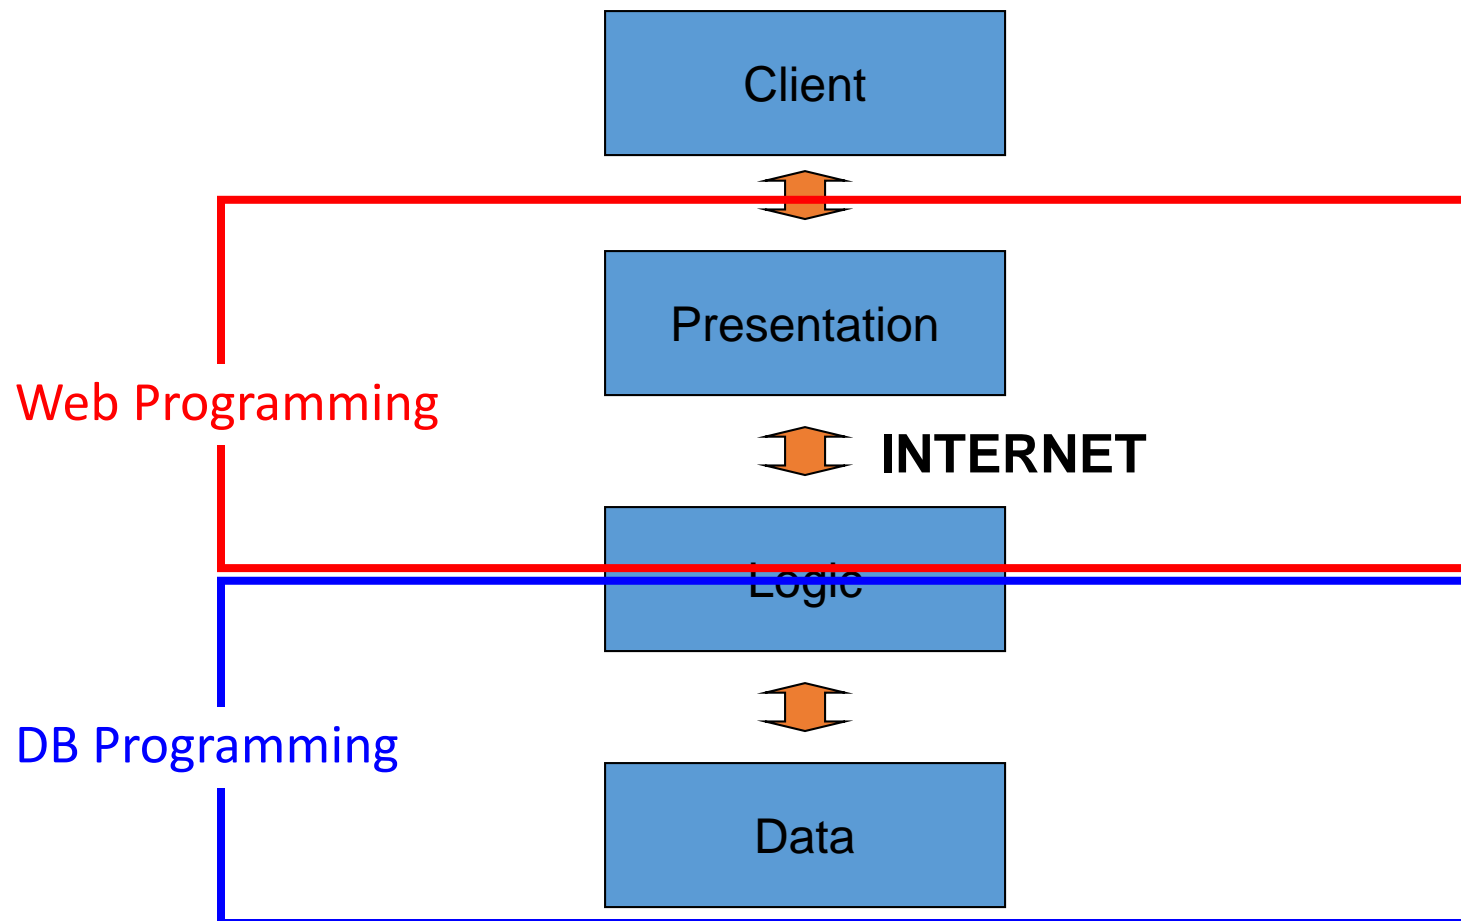 Client
Presentation
Web Programming
INTERNET
Logic
DB Programming
Data